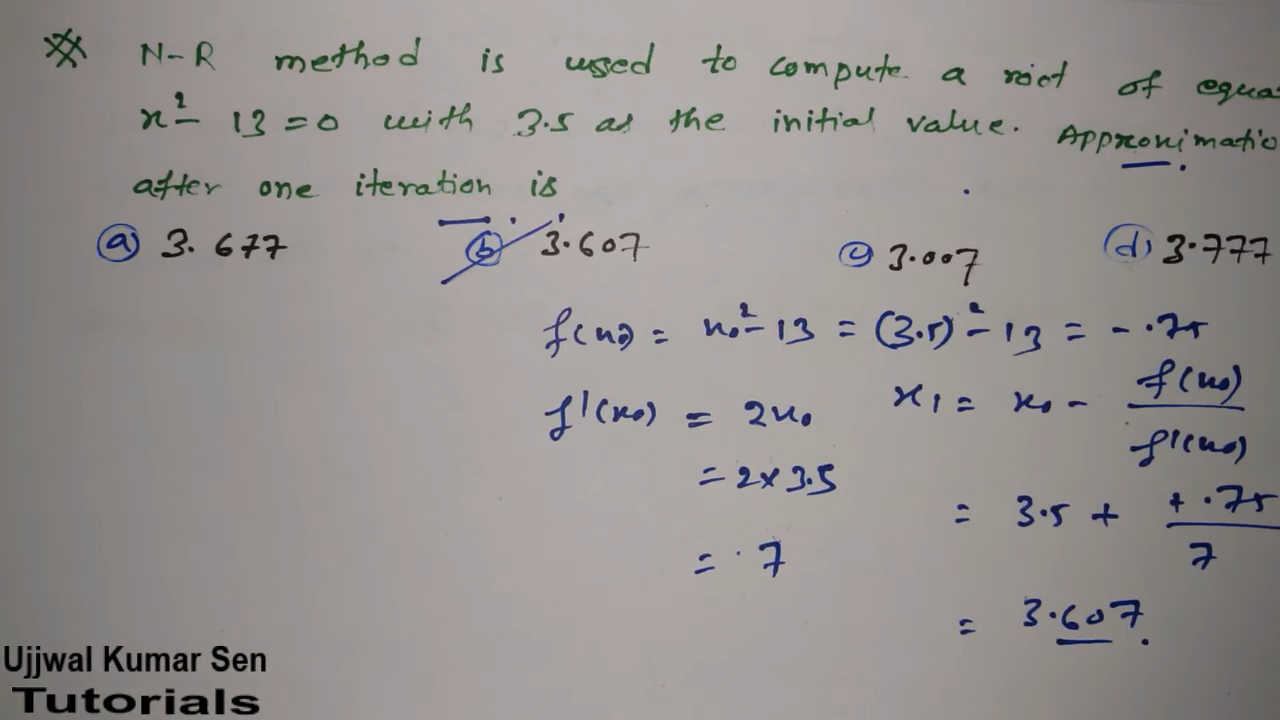 N-R method is used to compute a root of equa
x² - 13 = 0 with 3.5 as the initial value. Approximatio
after one iteration is
(a) 3.677 (b) 3.607 (c) 3.007 (d) 3.777
f(x₀) = x₀² - 13 = (3.5)² - 13 = - .75
f'(x₀) = 2x₀ x₁ = x₀ - f(x₀) / f'(x₀)
= 2 × 3.5 = 3.5 + + .75 / 7
= 7
= 3.607.
Ujjwal Kumar Sen
Tutorials